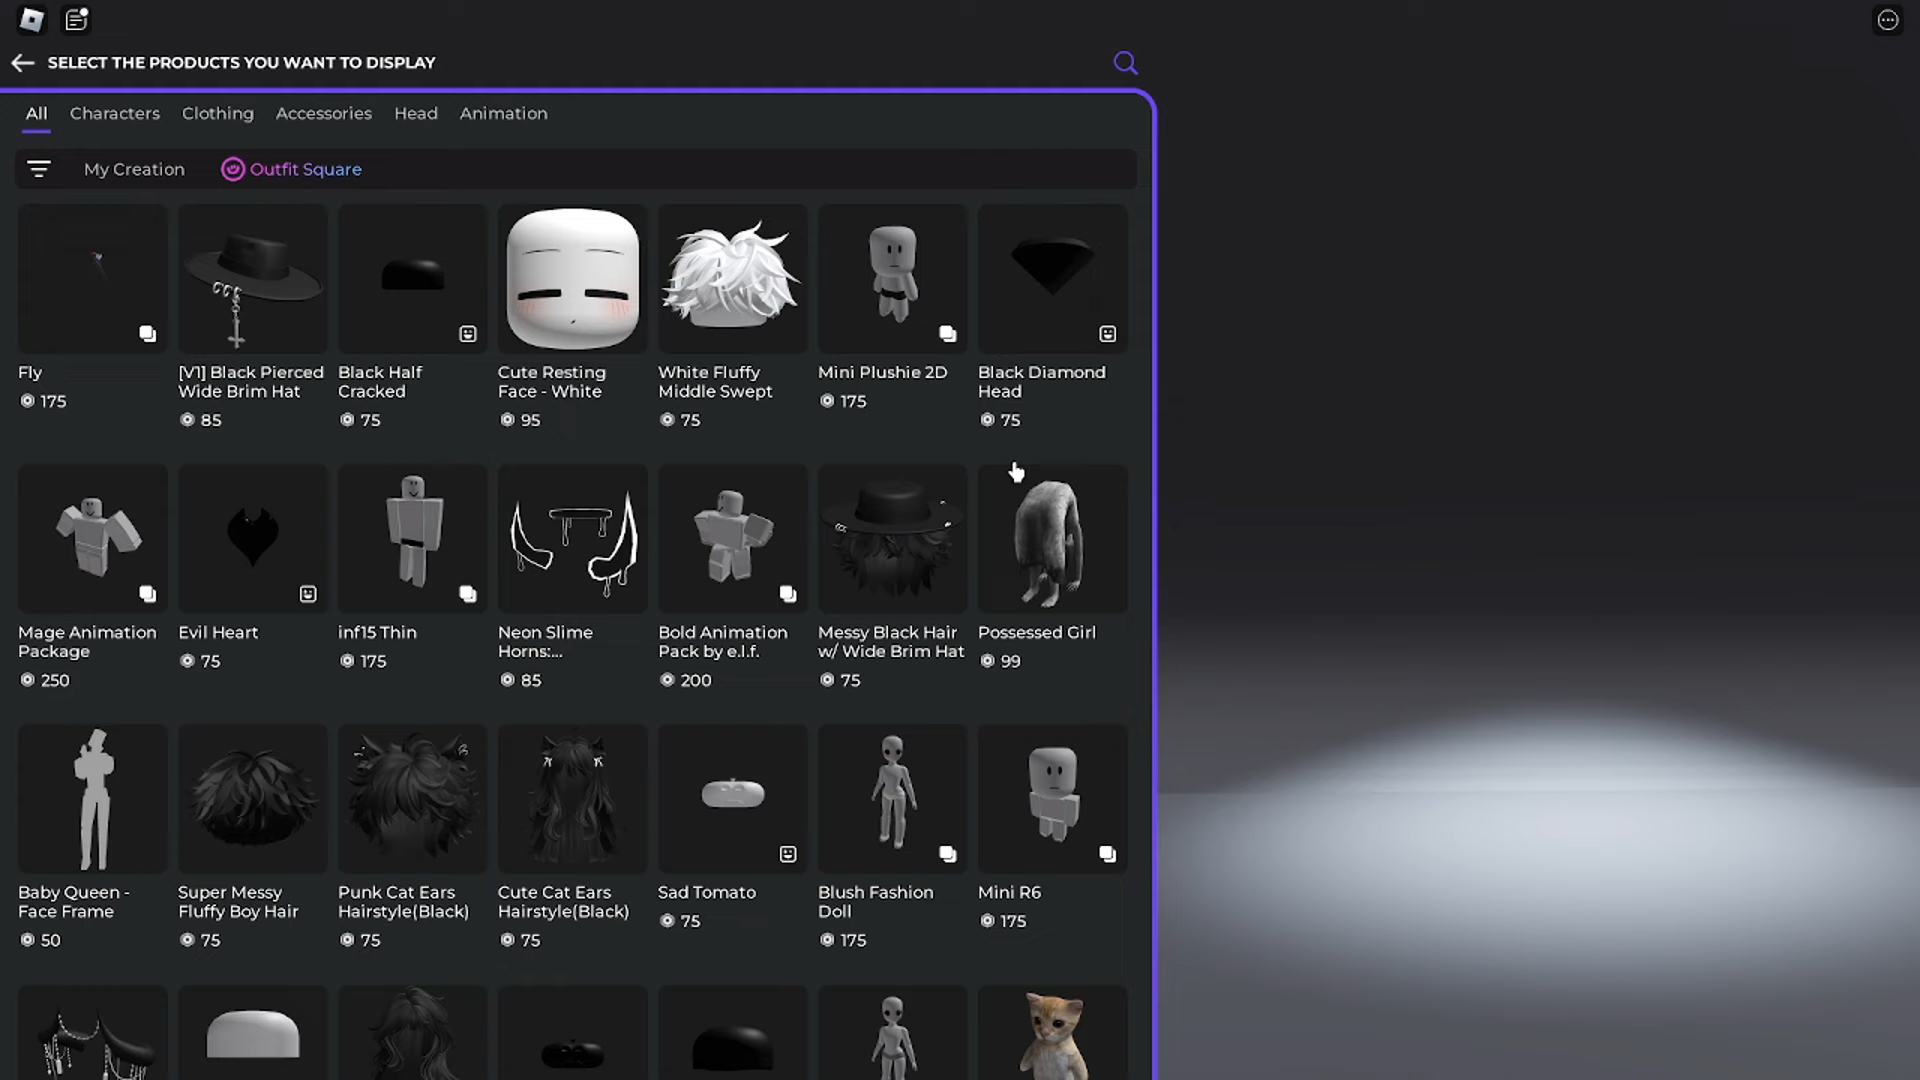 SELECT THE PRODUCTS YOU WANT TO DISPLAY
All Characters Clothing Accessories Head Animation
My Creation Outfit Square
Fly
175
[V1] Black Pierced
Wide Brim Hat
85
Black Half
Cracked
75
Cute Resting
Face - White
95
White Fluffy
Middle Swept
75
Mini Plushie 2D
175
Black Diamond
Head
75
Mage Animation
Package
250
Evil Heart
75
inf15 Thin
175
Neon Slime
Horns:...
85
Bold Animation
Pack by e.l.f.
200
Messy Black Hair
w/ Wide Brim Hat
75
Possessed Girl
99
Baby Queen -
Face Frame
50
Super Messy
Fluffy Boy Hair
75
Punk Cat Ears
Hairstyle(Black)
75
Cute Cat Ears
Hairstyle(Black)
75
Sad Tomato
75
Blush Fashion
Doll
175
Mini R6
175